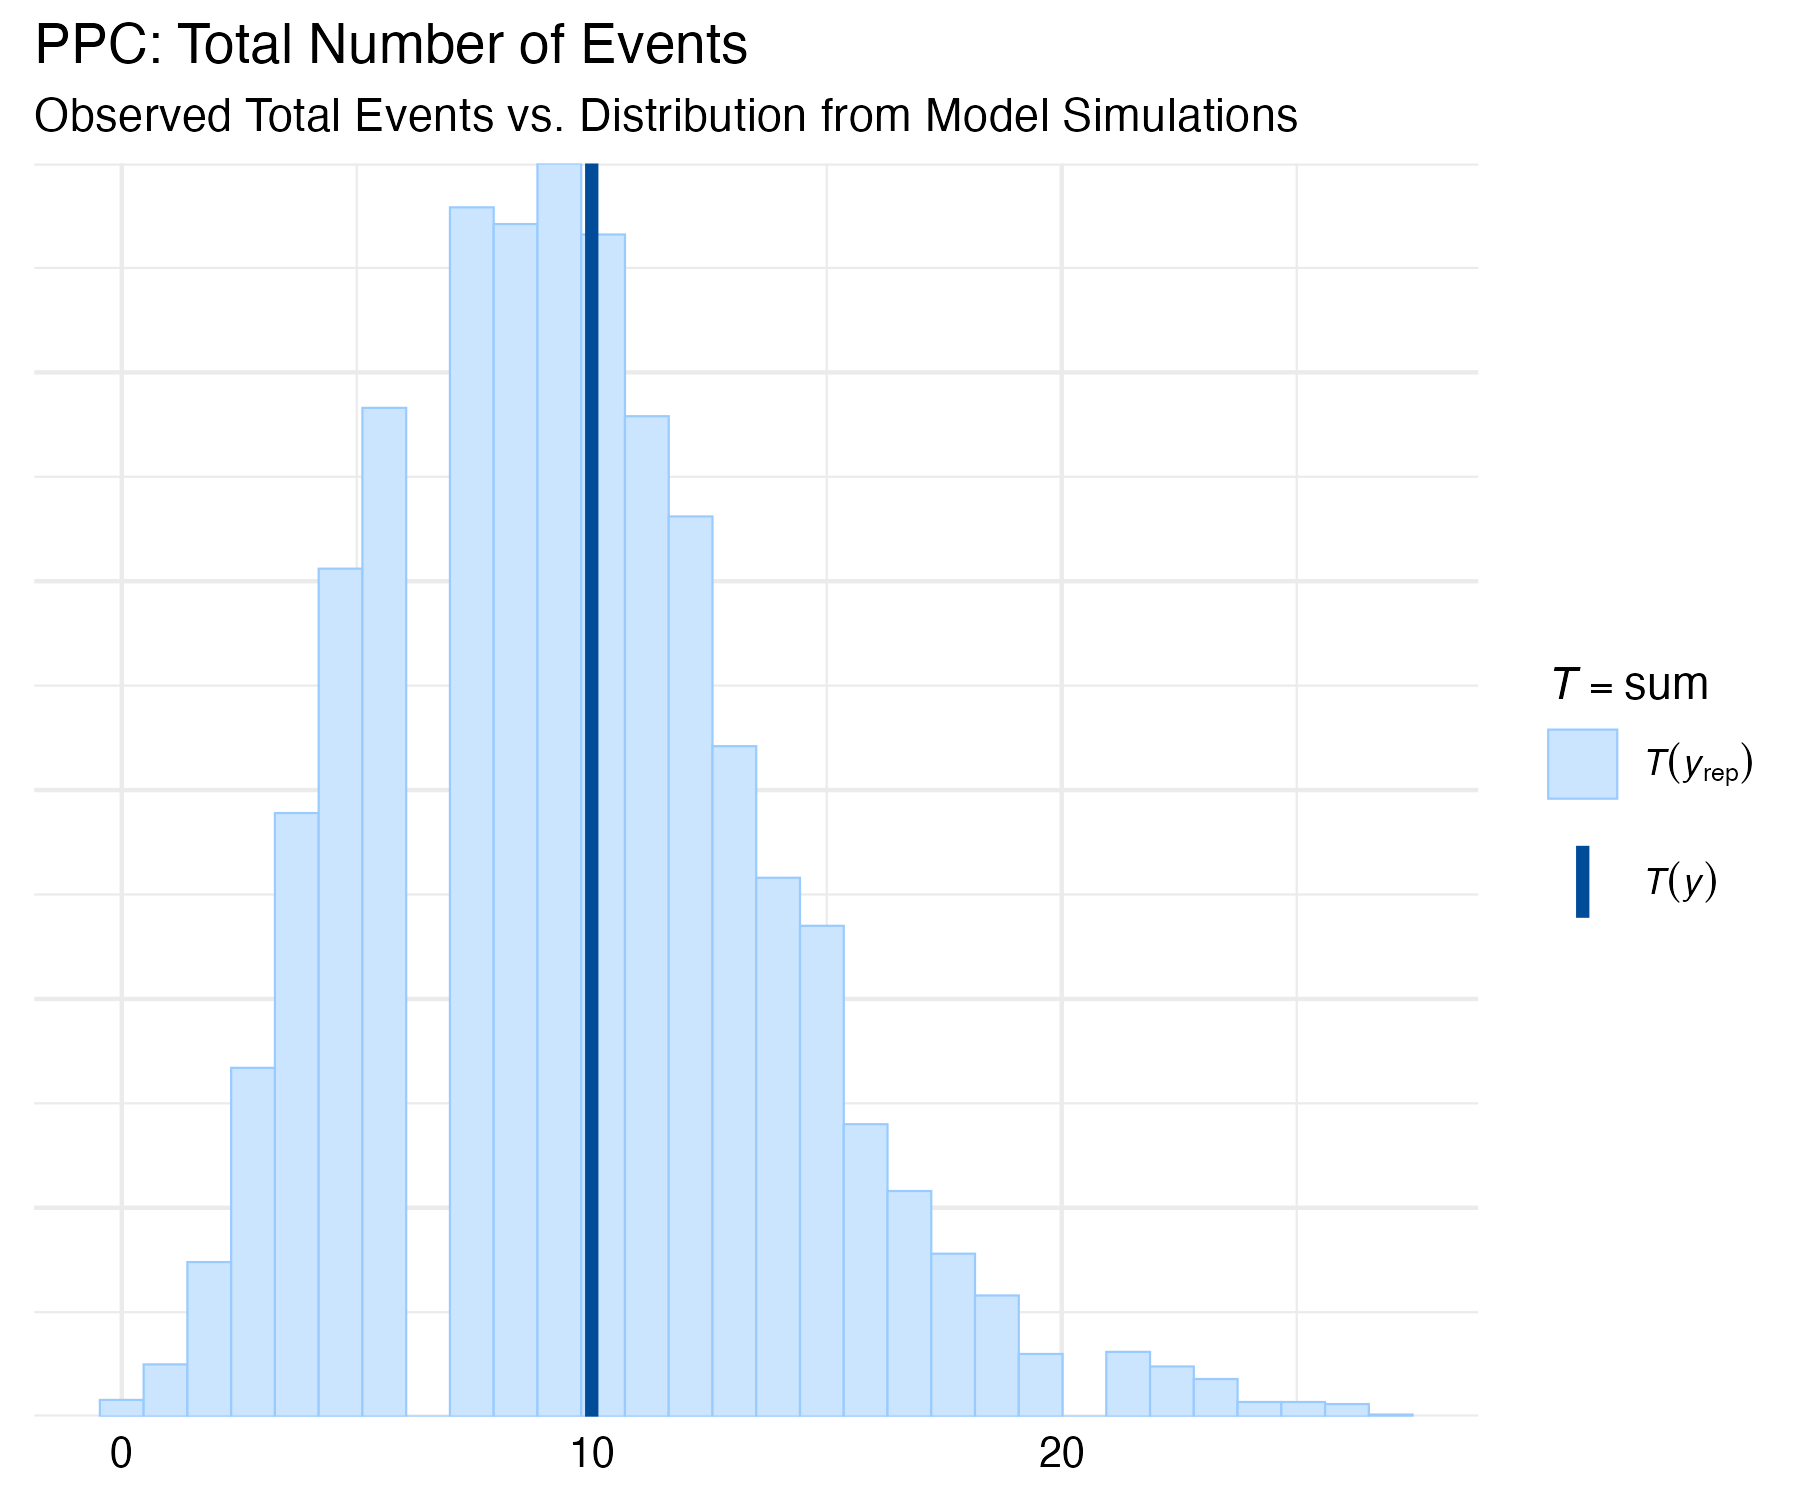 PPC: Total Number of Events
Observed Total Events vs. Distribution from Model Simulations
T = sum
T(yrep)
T(y)
0 10 20